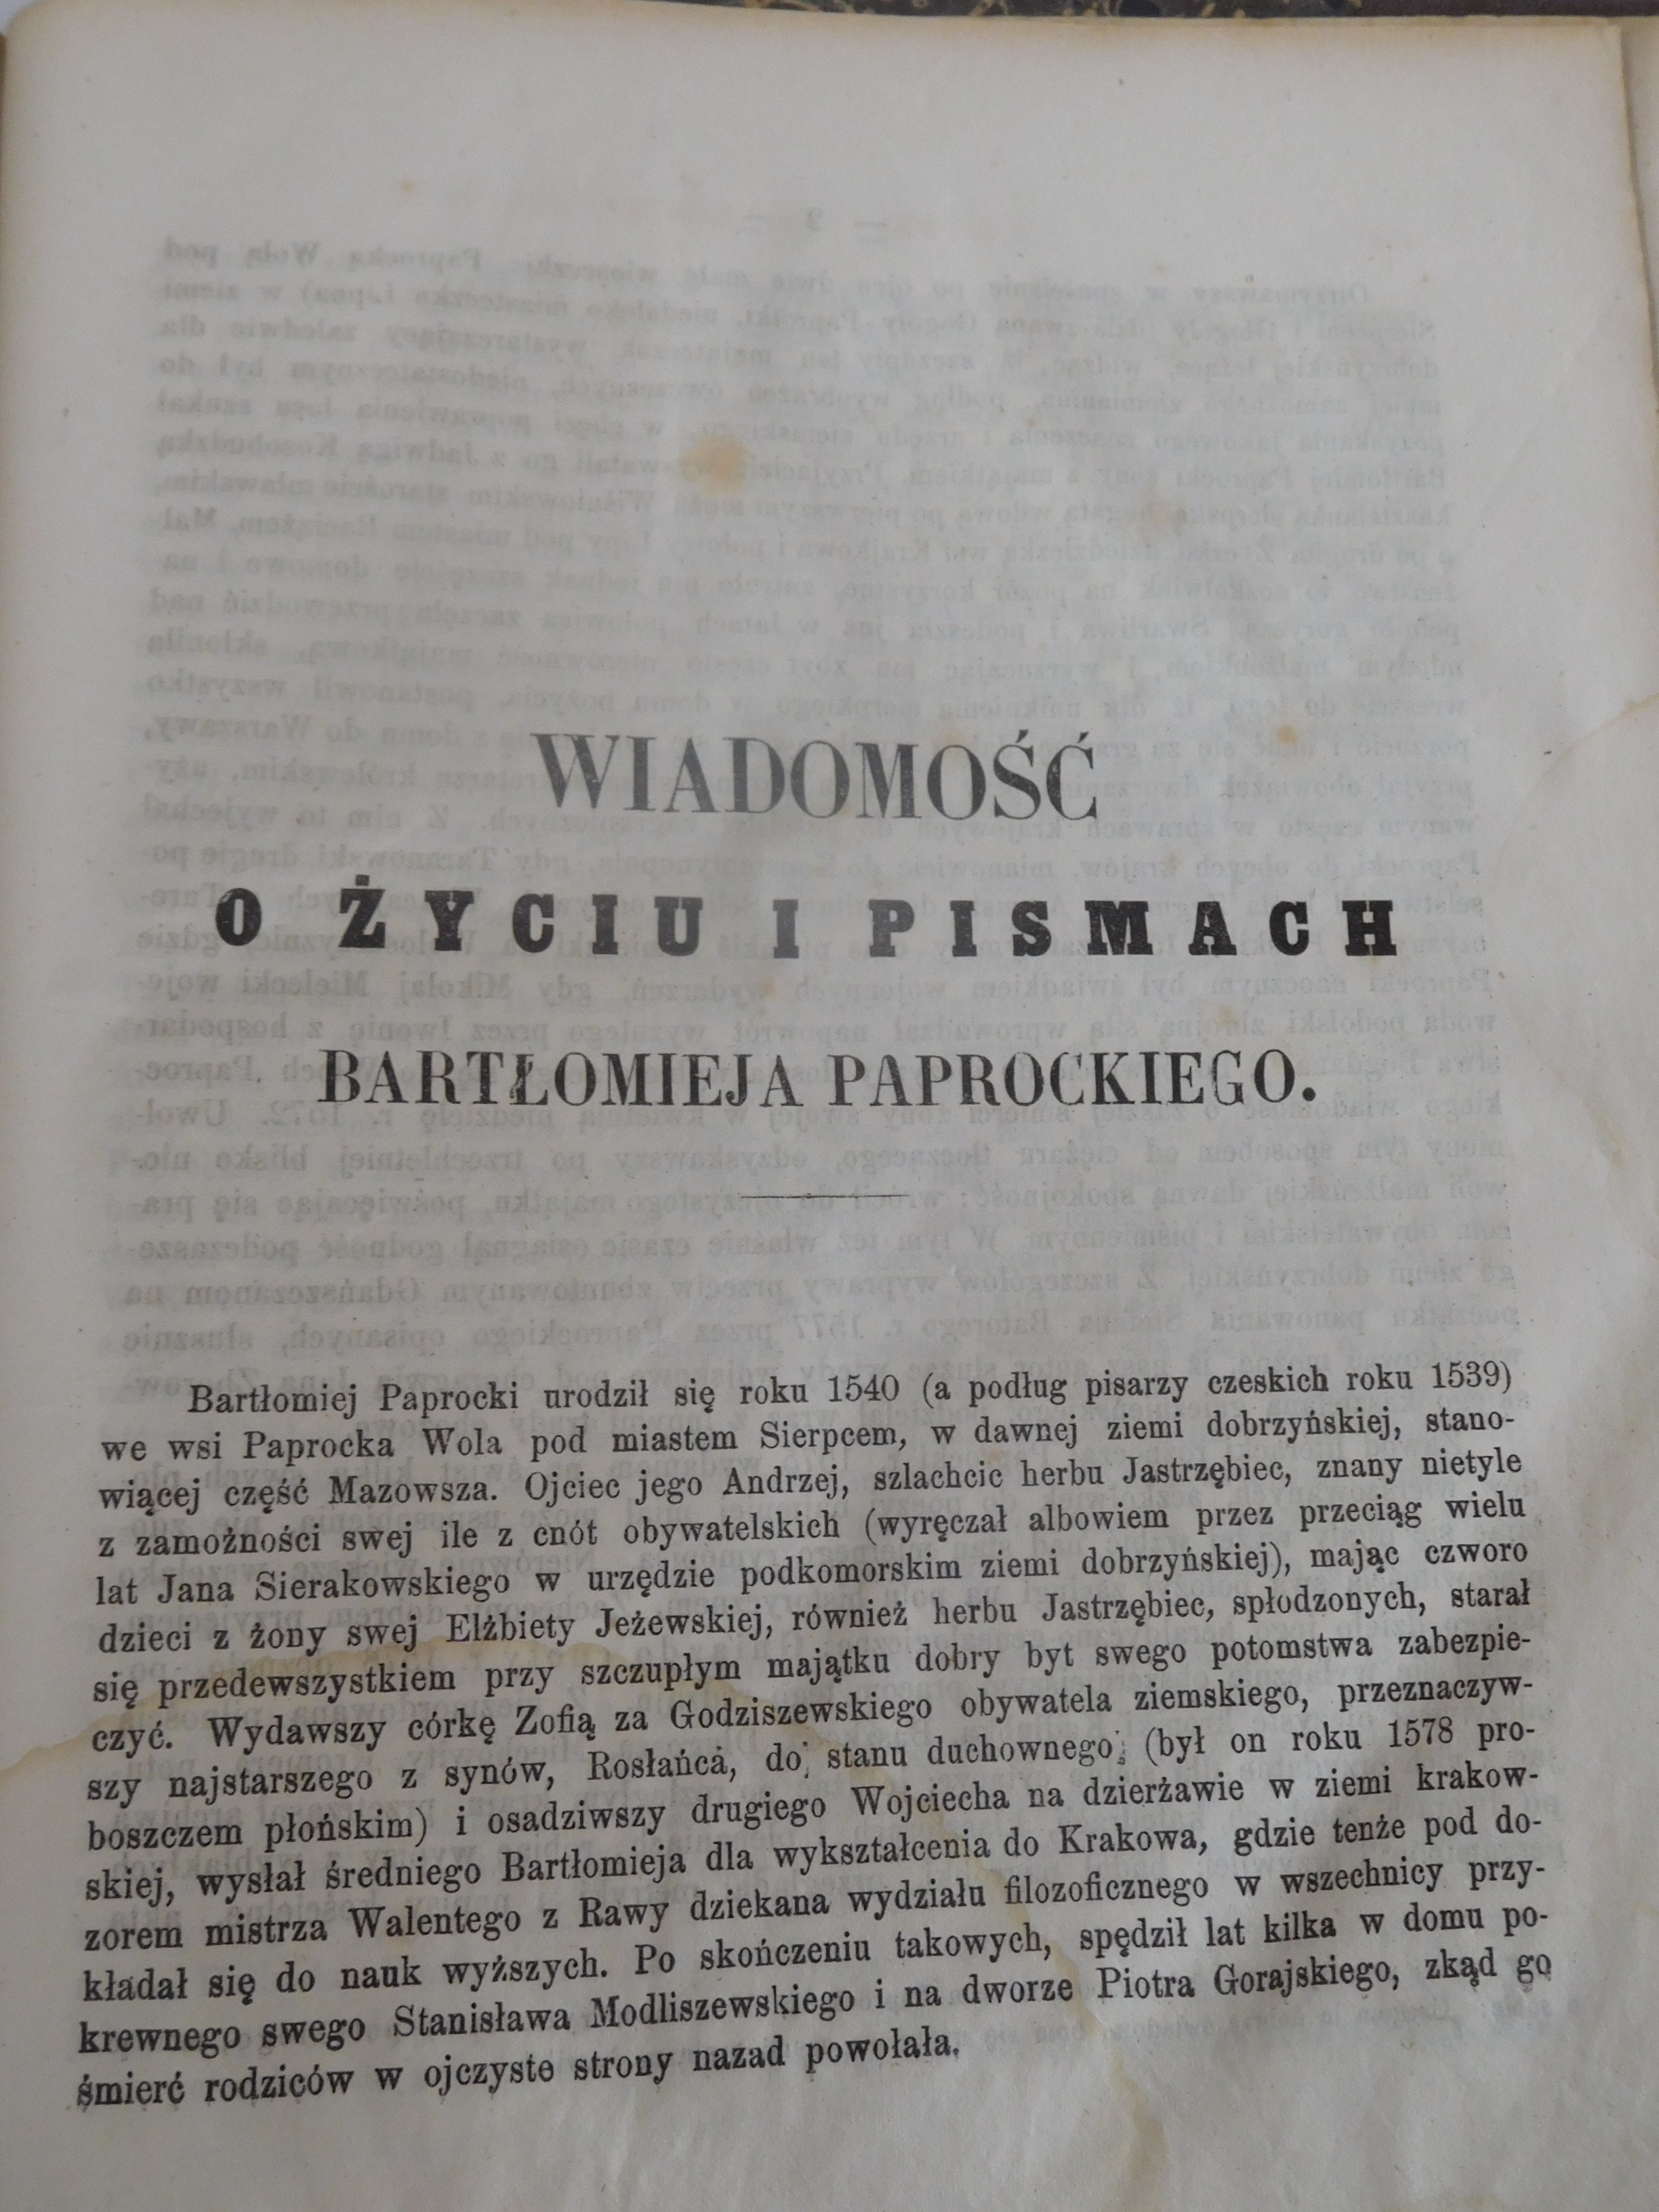 WIADOMOŚĆ
O ŻYCIU I PISMACH
BARTŁOMIEJA PAPROCKIEGO.
Bartłomiej Paprocki urodził się roku 1540 (a podług pisarzy czeskich roku 1539)
we wsi Paprocka Wola pod miastem Sierpcem, w dawnej ziemi dobrzyńskiej, stano-
wiącej część Mazowsza. Ojciec jego Andrzej, szlachcic herbu Jastrzębiec, znany nietyle
z zamożności swej ile z cnót obywatelskich (wyręczał albowiem przez przeciąg wielu
lat Jana Sierakowskiego w urzędzie podkomorskim ziemi dobrzyńskiej), mając czworo
dzieci z żony swej Elżbiety Jeżewskiej, również herbu Jastrzębiec, spłodzonych, starał
się przedewszystkiem przy szczupłym majątku dobry byt swego potomstwa zabezpie-
czyć. Wydawszy córkę Zofią za Godziszewskiego obywatela ziemskiego, przeznaczyw-
szy najstarszego z synów, Rosłańca, do stanu duchownego (był on roku 1578 pro-
boszczem płońskim) i osadziwszy drugiego Wojciecha na dzierżawie w ziemi krakow-
skiej, wysłał średniego Bartłomieja dla wykształcenia do Krakowa, gdzie tenże pod do-
zorem mistrza Walentego z Rawy dziekana wydziału filozoficznego w wszechnicy przy-
kładał się do nauk wyższych. Po skończeniu takowych, spędził lat kilka w domu po-
krewnego swego Stanisława Modliszewskiego i na dworze Piotra Gorajskiego, zkąd go
śmierć rodziców w ojczyste strony nazad powołała.